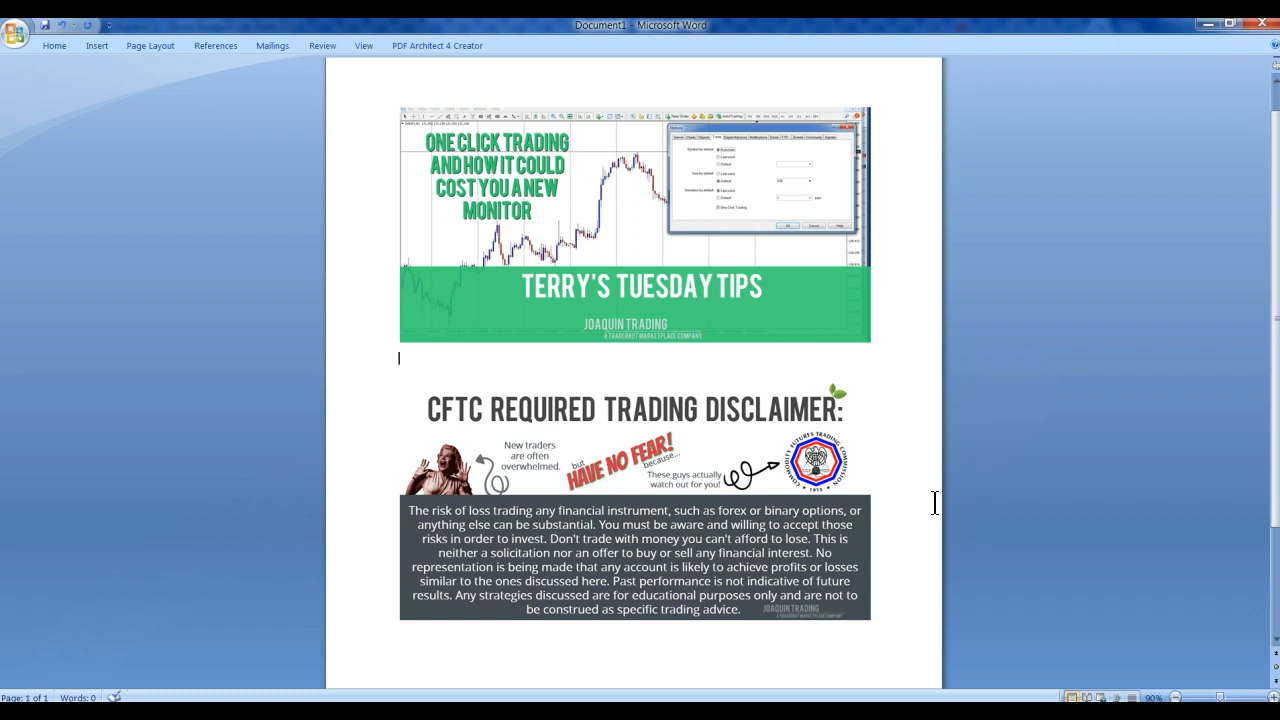 Document1 - Microsoft Word
Home Insert Page Layout References Mailings Review View PDF Architect 4 Creator
ONE CLICK TRADING
AND HOW IT COULD
COST YOU A NEW
MONITOR
One Click Trading
TERRY'S TUESDAY TIPS
JOAQUIN TRADING
A TRADERBOT MARKETPLACE COMPANY
CFTC REQUIRED TRADING DISCLAIMER:
New traders
are often
overwhelmed.
but
HAVE NO FEAR!
because...
These guys actually
watch out for you!
COMMODITY FUTURES TRADING COMMISSION
1975
The risk of loss trading any financial instrument, such as forex or binary options, or
anything else can be substantial. You must be aware and willing to accept those
risks in order to invest. Don't trade with money you can't afford to lose. This is
neither a solicitation nor an offer to buy or sell any financial interest. No
representation is being made that any account is likely to achieve profits or losses
similar to the ones discussed here. Past performance is not indicative of future
results. Any strategies discussed are for educational purposes only and are not to
be construed as specific trading advice.
JOAQUIN TRADING
A TRADERBOT MARKETPLACE COMPANY
Page: 1 of 1 Words: 0 90%